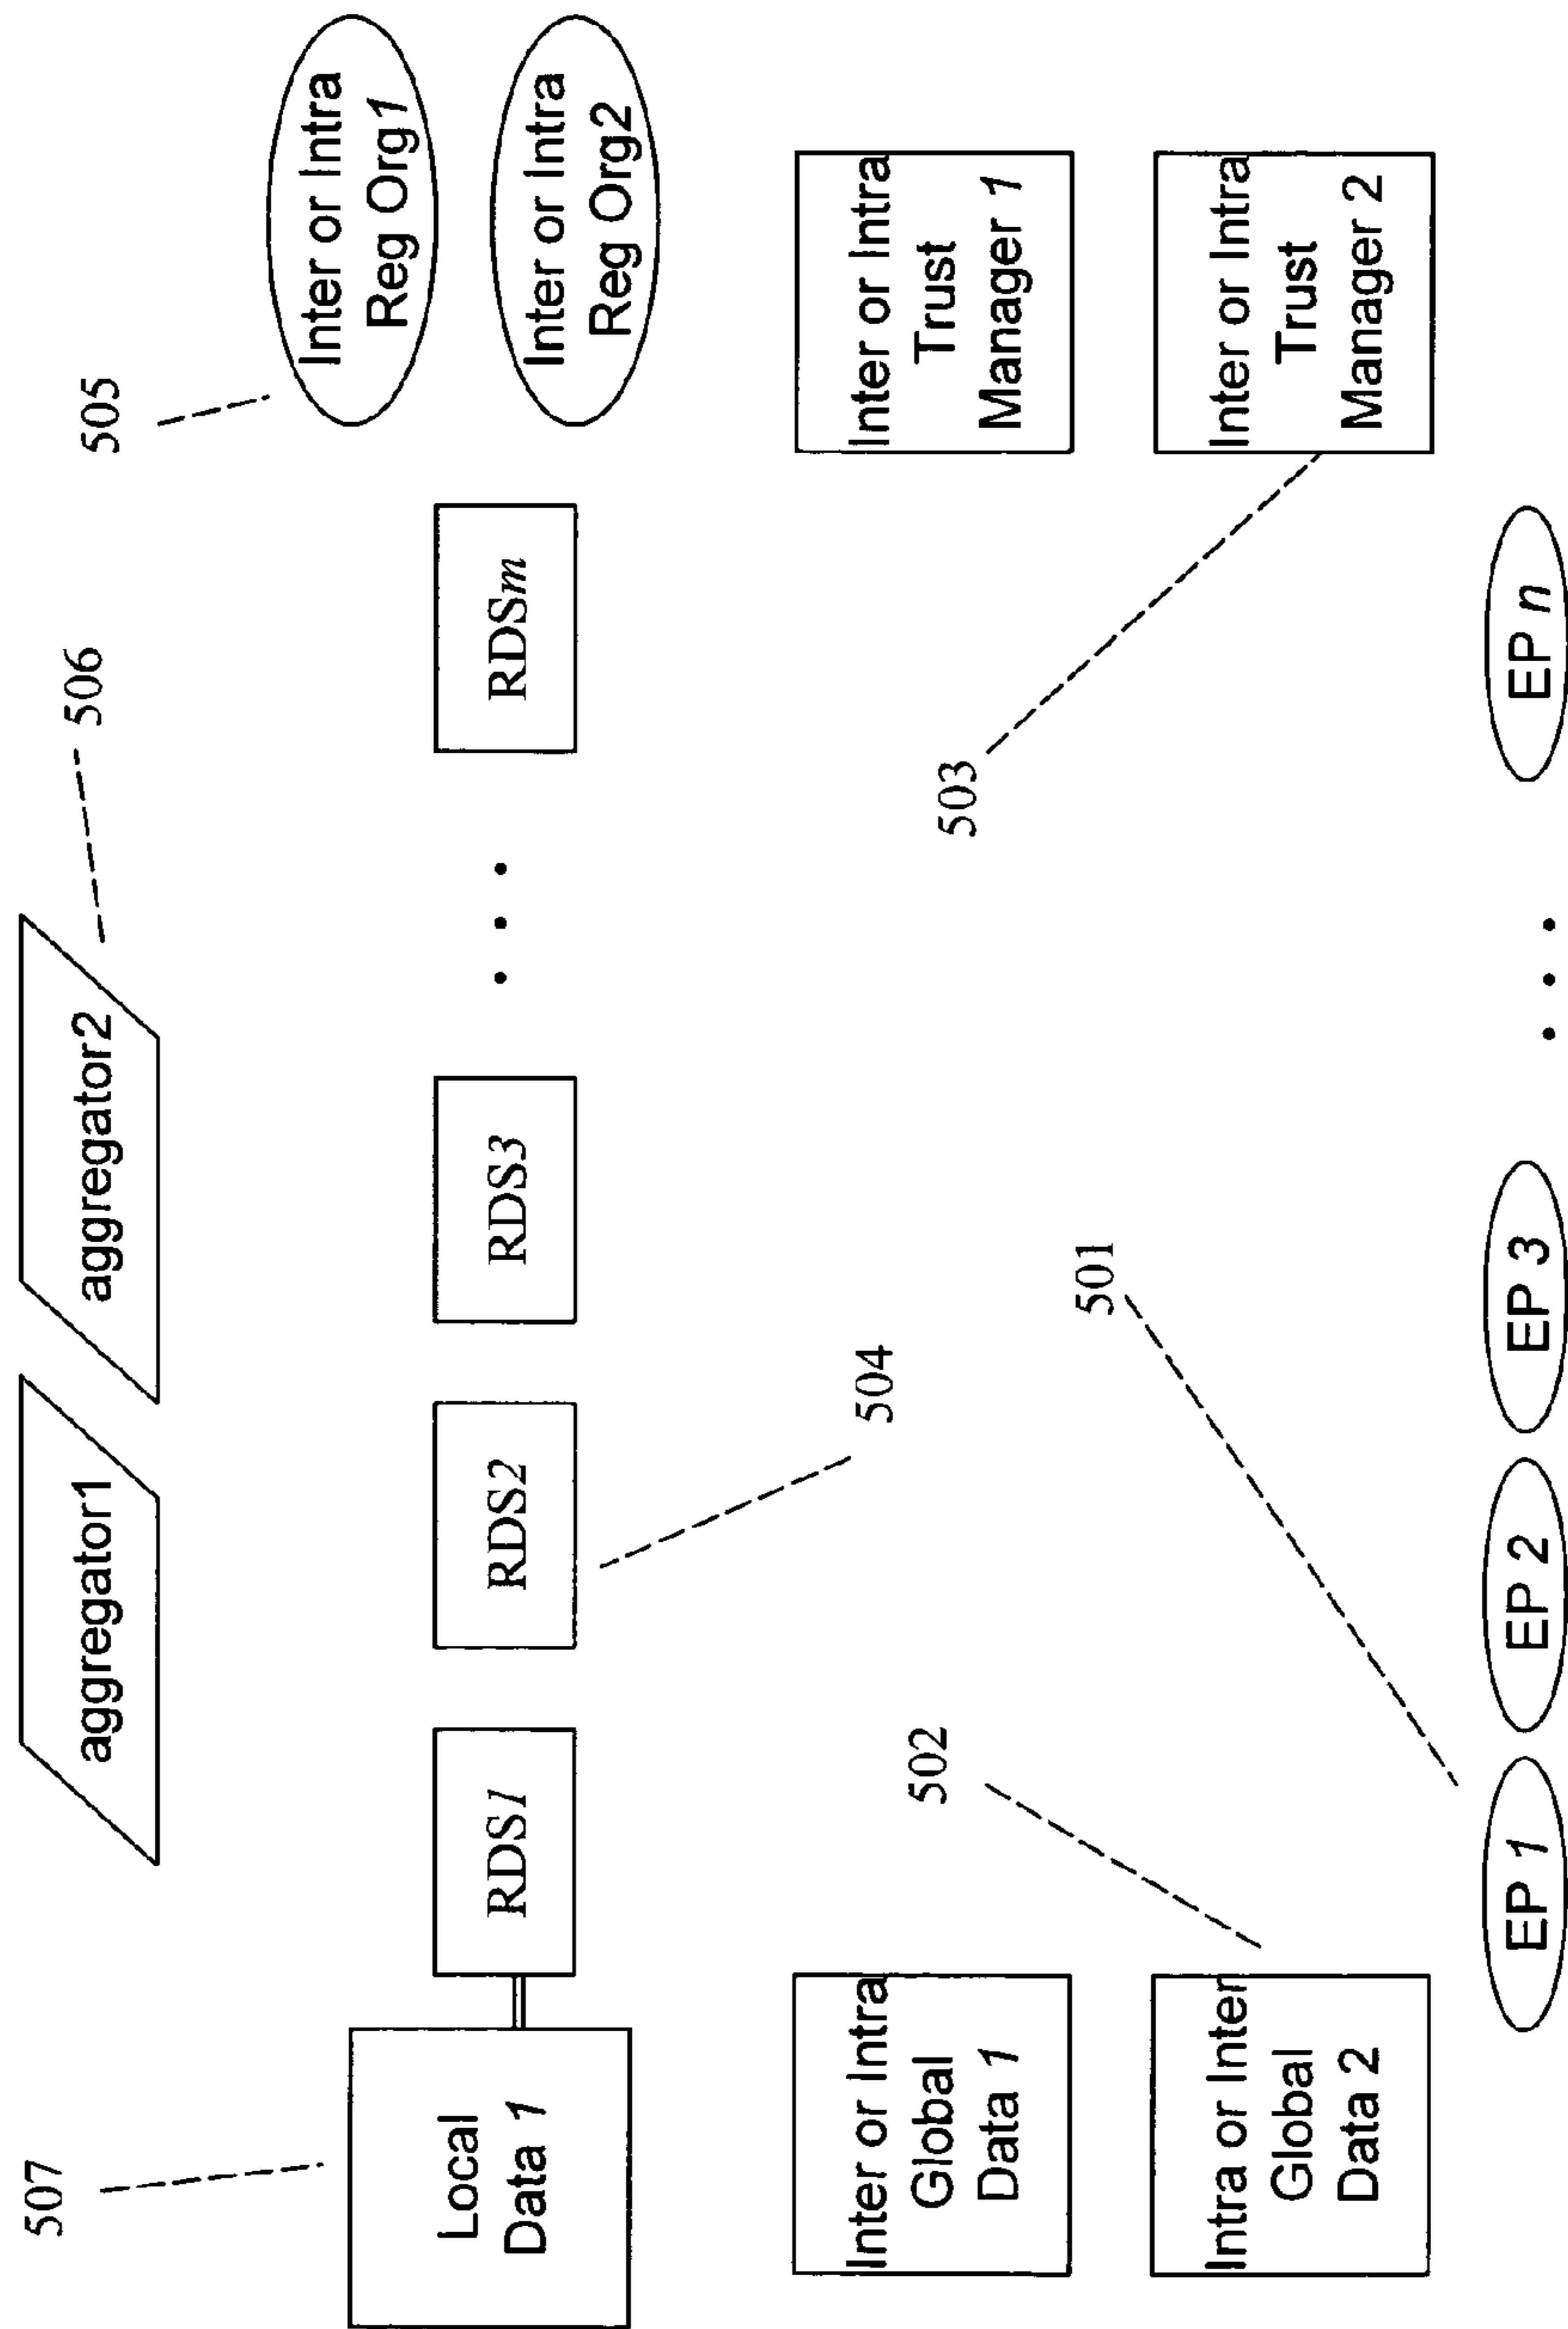 aggregator1
aggregator2
506
505
507
Local
Data 1
RDS1
RDS2
RDS3
RDSm
Inter or Intra
Reg Org1
Inter or Intra
Reg Org2
504
502
503
501
Inter or Intra
Global
Data 1
Inter or Intra
Trust
Manager 1
Intra or Inter
Global
Data 2
Inter or Intra
Trust
Manager 2
EP 1
EP 2
EP 3
EP n